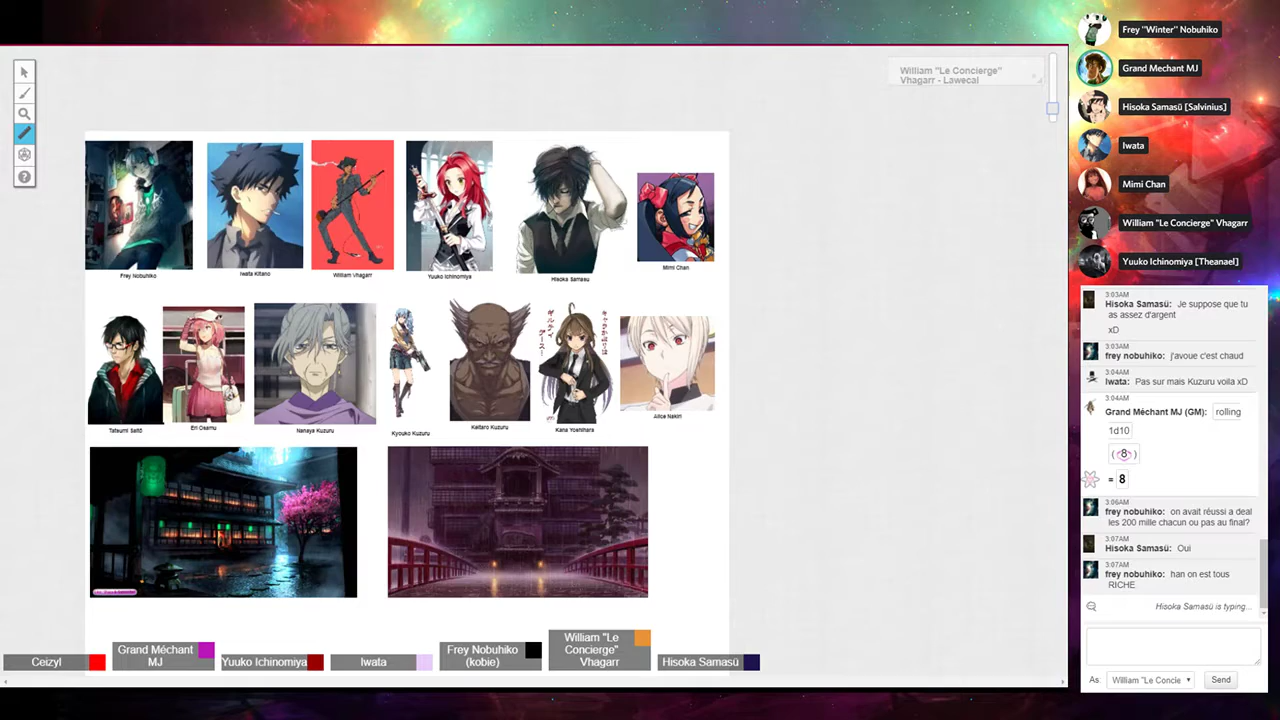 William "Le Concierge"
Vhagarr - Lawecal
Frey Nobuhiko
Iwata Kitano
William Vhagarr
Yuuko Ichinomiya
Hisoka Samasu
Mimi Chan
Tatsumi Saitô
Eri Osamu
Nanaya Kuzuru
Kyouko Kuzuru
Keitaro Kuzuru
Kana Yoshihara
Alice Nakiri
Ceizyl
Grand Méchant
MJ
Yuuko Ichinomiya
Iwata
Frey Nobuhiko
(kobie)
William "Le
Concierge"
Vhagarr
Hisoka Samasü
Frey "Winter" Nobuhiko
Grand Mechant MJ
Hisoka Samasū [Salvinius]
Iwata
Mimi Chan
William "Le Concierge" Vhagarr
Yuuko Ichinomiya [Theanael]
3:03AM
Hisoka Samasü: Je suppose que tu
as assez d'argent
xD
3:03AM
frey nobuhiko: j'avoue c'est chaud
3:04AM
Iwata: Pas sur mais Kuzuru voila xD
3:04AM
Grand Méchant MJ (GM): rolling
1d10
(8)
= 8
3:06AM
frey nobuhiko: on avait réussi a deal
les 200 mille chacun ou pas au final?
3:07AM
Hisoka Samasü: Oui
3:07AM
frey nobuhiko: han on est tous
RICHE
Hisoka Samasü is typing...
As: William "Le Concie
Send